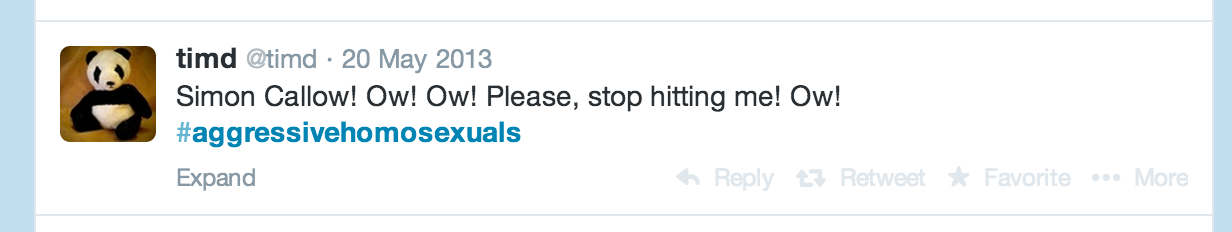 timd @timd · 20 May 2013
Simon Callow! Ow! Ow! Please, stop hitting me! Ow!
#aggressivehomosexuals
Expand Reply Retweet Favorite More